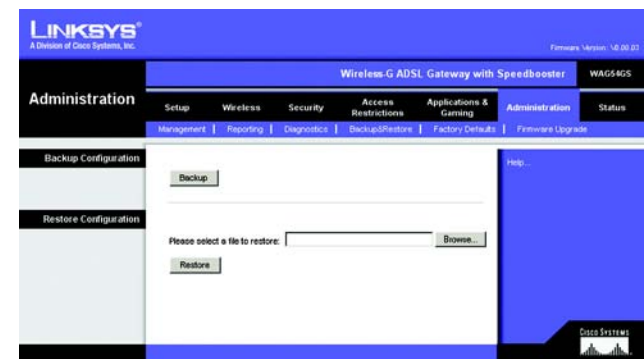 LINKSYS®
A Division of Cisco Systems, Inc.
Firmware Version: V0.00.03
Wireless-G ADSL Gateway with Speedbooster WAG54GS
Administration
Setup Wireless Security Access Restrictions Applications & Gaming Administration Status
Management | Reporting | Diagnostics | Backup&Restore | Factory Defaults | Firmware Upgrade
Backup Configuration
Help...
Backup
Restore Configuration
Please select a file to restore: Browse...
Restore
CISCO SYSTEMS